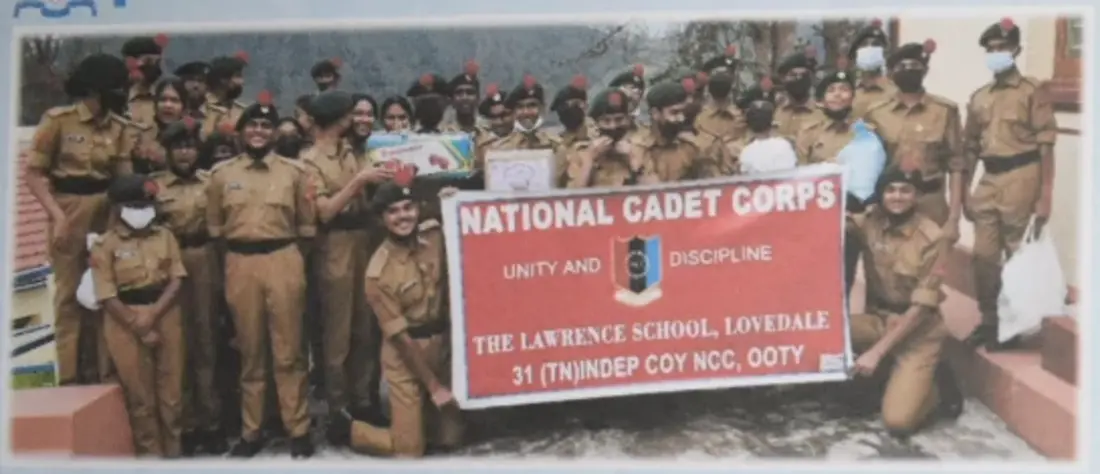 NATIONAL CADET CORPS
UNITY AND DISCIPLINE
THE LAWRENCE SCHOOL, LOVEDALE
31 (TN)INDEP COY NCC, OOTY